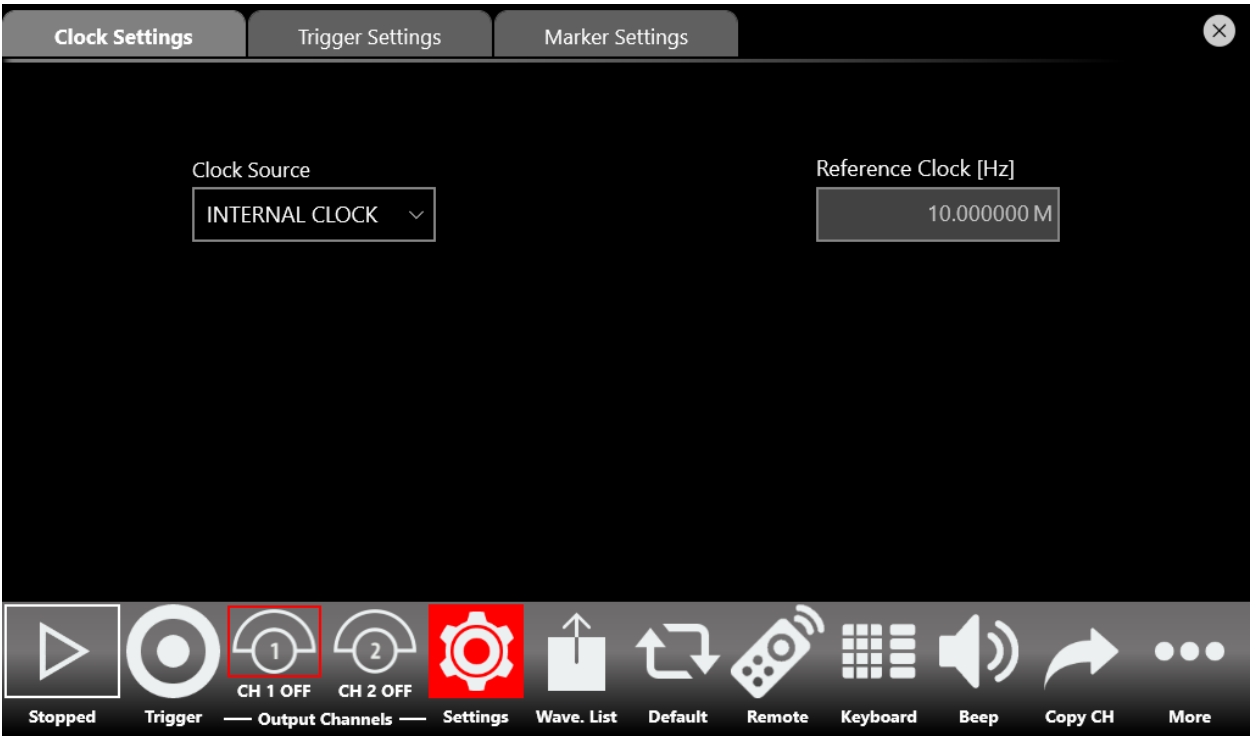 Clock Settings Trigger Settings Marker Settings
Clock Source Reference Clock [Hz]
INTERNAL CLOCK 10.000000 M
1 2
CH 1 OFF CH 2 OFF
Stopped Trigger Output Channels Settings Wave. List Default Remote Keyboard Beep Copy CH More